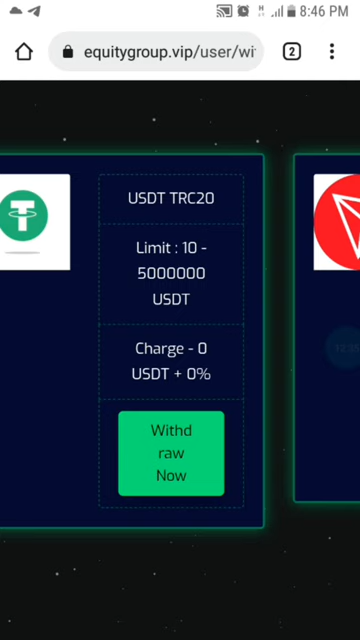 8:46 PM
equitygroup.vip/user/wi
2
USDT TRC20
Limit : 10 -
5000000
USDT
Charge - 0
USDT + 0%
Withd
raw
Now